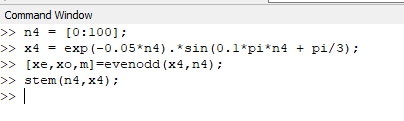 Command Window
>> n4 = [0:100];
>> x4 = exp(-0.05*n4).*sin(0.1*pi*n4 + pi/3);
>> [xe,xo,m]=evenodd(x4,n4);
>> stem(n4,x4);
>>